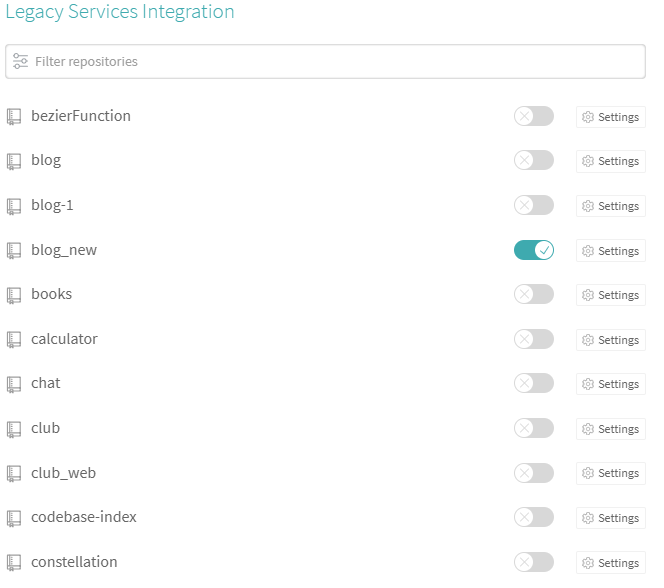 Legacy Services Integration
Filter repositories
bezierFunction Settings
blog Settings
blog-1 Settings
blog_new Settings
books Settings
calculator Settings
chat Settings
club Settings
club_web Settings
codebase-index Settings
constellation Settings